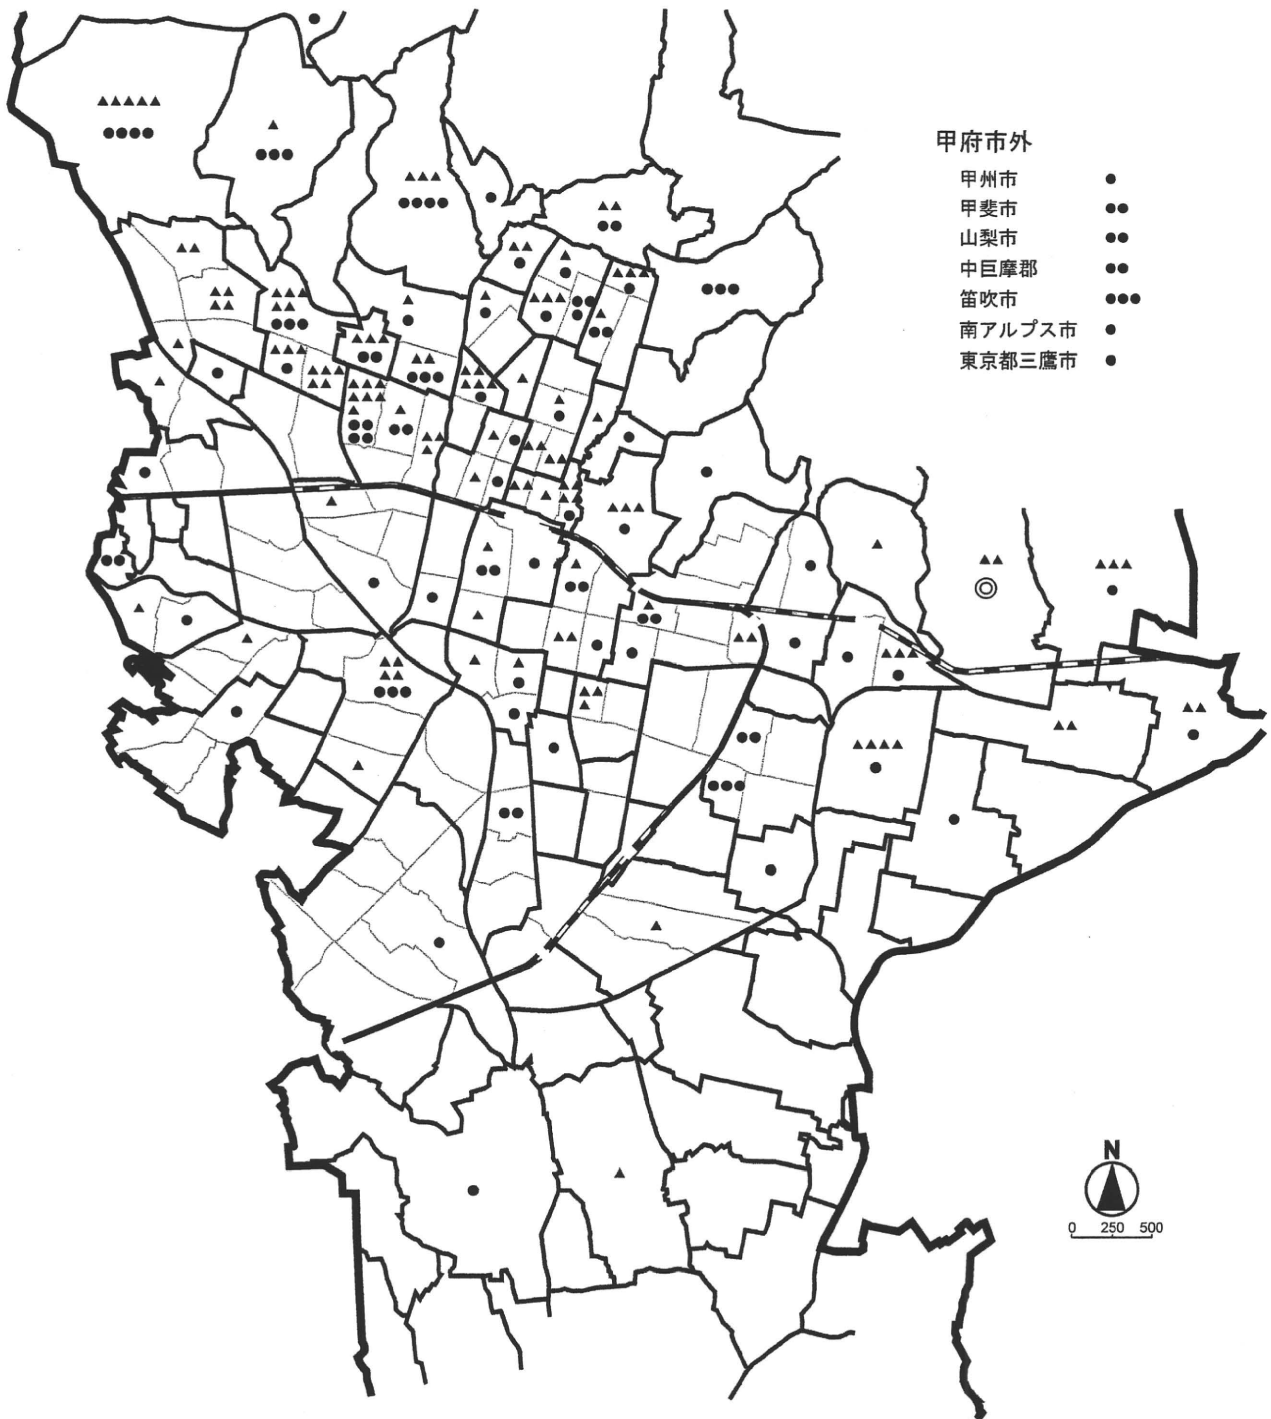 甲府市外
甲州市 ●
甲斐市 ●●
山梨市 ●●
中巨摩郡 ●●
笛吹市 ●●●
南アルプス市 ●
東京都三鷹市 ●
N
0 250 500